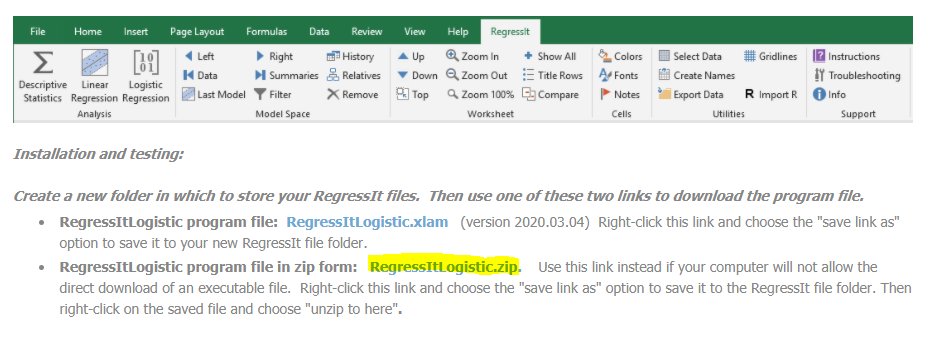 File Home Insert Page Layout Formulas Data Review View Help RegressIt
Left Right History Up Zoom In Show All Colors Select Data Gridlines Instructions
Descriptive Linear Logistic Data Summaries Relatives Down Zoom Out Title Rows Fonts Create Names Troubleshooting
Statistics Regression Regression Last Model Filter Remove Top Zoom 100% Compare Notes Export Data R Import R Info
Analysis Model Space Worksheet Cells Utilities Support
Installation and testing:
Create a new folder in which to store your RegressIt files. Then use one of these two links to download the program file.
• RegressItLogistic program file: RegressItLogistic.xlam (version 2020.03.04) Right-click this link and choose the "save link as"
option to save it to your new RegressIt file folder.
• RegressItLogistic program file in zip form: RegressItLogistic.zip. Use this link instead if your computer will not allow the
direct download of an executable file. Right-click this link and choose the "save link as" option to save it to the RegressIt file folder. Then
right-click on the saved file and choose "unzip to here".